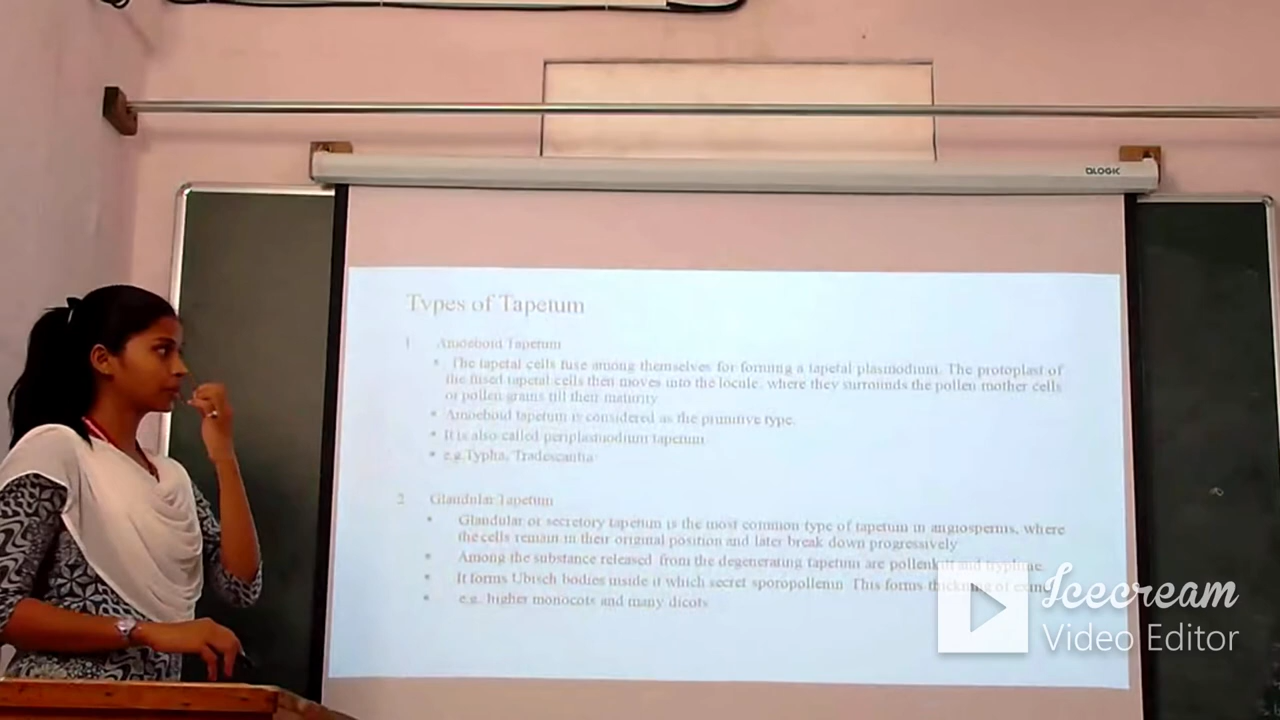 QLOGIC
Types of Tapetum
1 Amoeboid Tapetum
• The tapetal cells fuse among themselves for forming a tapetal plasmodium. The protoplast of
the fused tapetal cells then moves into the locule, where they surrounds the pollen mother cells
or pollen grains till their maturity
• Amoeboid tapetum is considered as the primitive type.
• It is also called periplasmodium tapetum
• e.g.Typha, Tradescantia
2 Glandular Tapetum
• Glandular or secretory tapetum is the most common type of tapetum in angiosperms, where
the cells remain in their original position and later break down progressively
• Among the substance released from the degenerating tapetum are pollenkitt and tryphine.
• It forms Ubisch bodies inside it which secret sporopollenin. This forms thickning of exine
• e.g. higher monocots and many dicots
Icecream
Video Editor